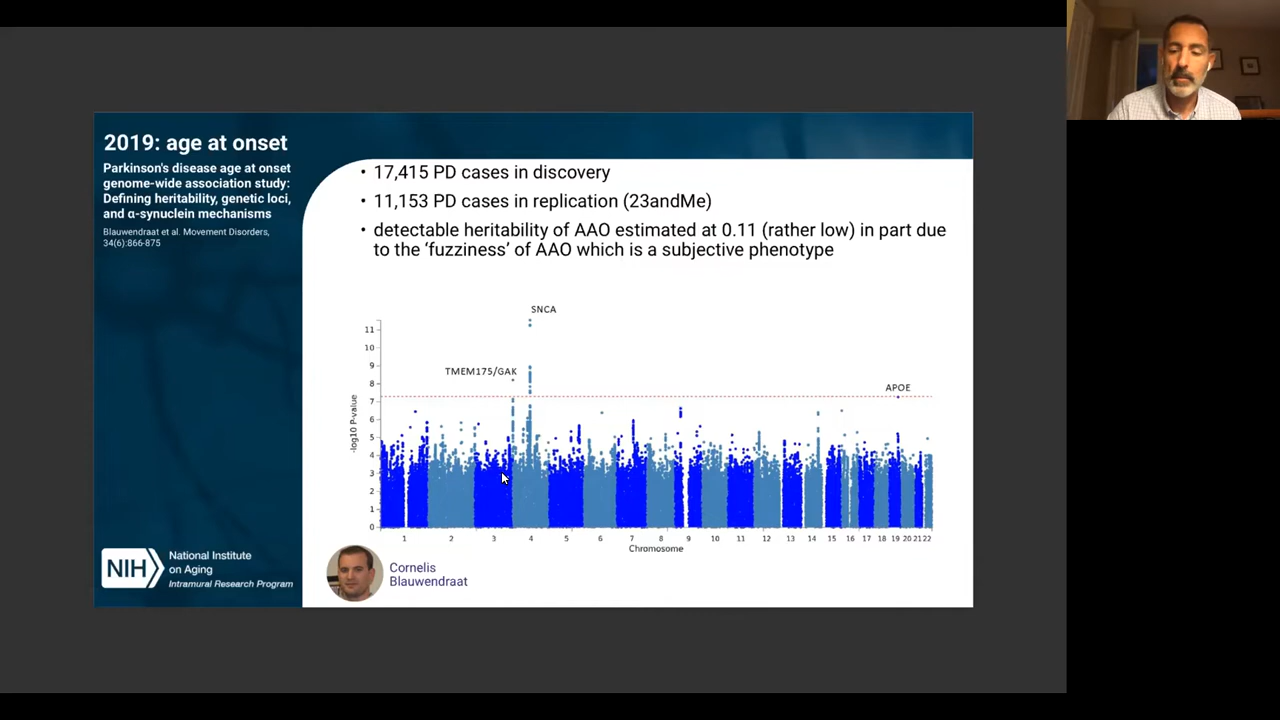 2019: age at onset
Parkinson's disease age at onset
genome-wide association study:
Defining heritability, genetic loci,
and α-synuclein mechanisms
Blauwendraat et al. Movement Disorders,
34(6):866-875
• 17,415 PD cases in discovery
• 11,153 PD cases in replication (23andMe)
• detectable heritability of AAO estimated at 0.11 (rather low) in part due
to the ‘fuzziness’ of AAO which is a subjective phenotype
SNCA
TMEM175/GAK
APOE
-log10 P-value
11
10
9
8
7
6
5
4
3
2
1
0
1 2 3 4 5 6 7 8 9 10 11 12 13 14 15 16 17 18 19 20 21 22
Chromosome
NIH
National Institute
on Aging
Intramural Research Program
Cornelis
Blauwendraat